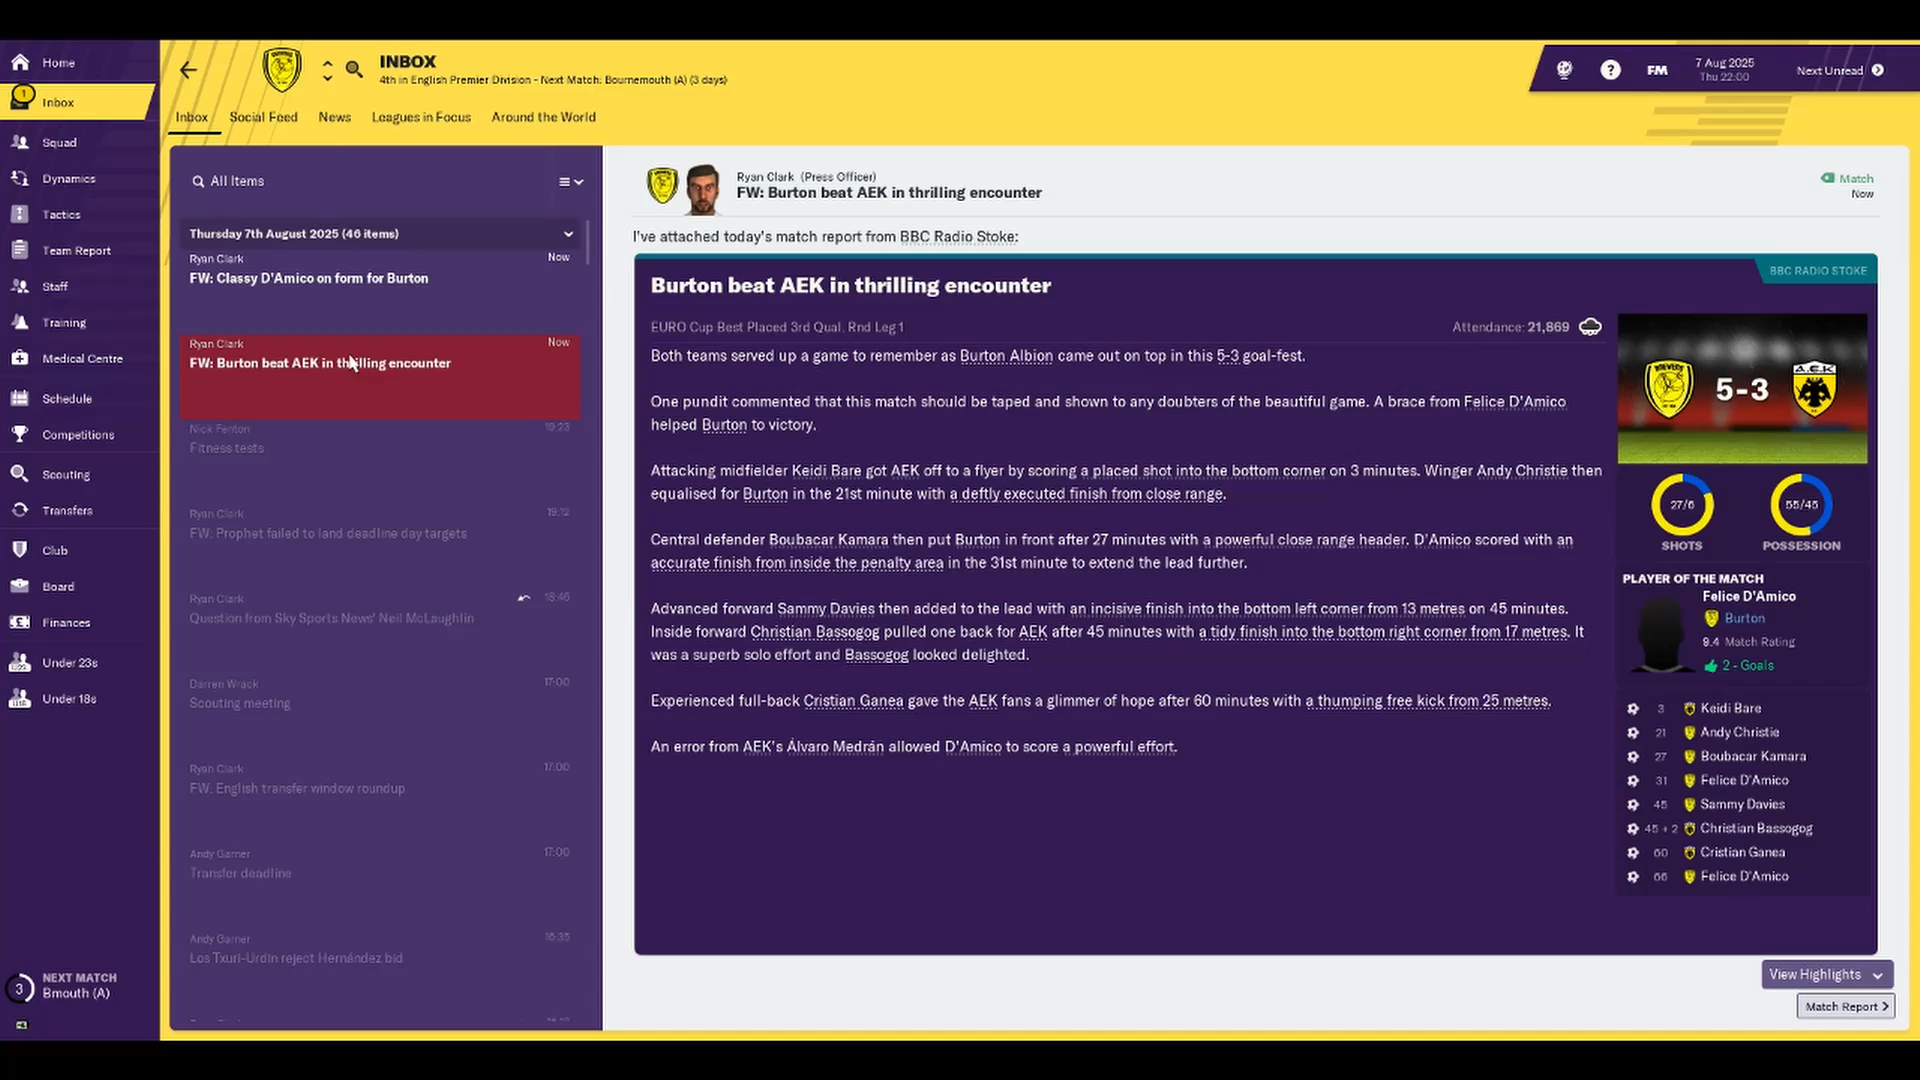 Home
Inbox
1
Squad
Dynamics
Tactics
Team Report
Staff
Training
Medical Centre
Schedule
Competitions
Scouting
Transfers
Club
Board
Finances
Under 23s
Under 18s
3
NEXT MATCH
Bmouth (A)
INBOX
4th in English Premier Division - Next Match: Bournemouth (A) (3 days)
FM
7 Aug 2025
Thu 22:00
Next Unread
Inbox
Social Feed
News
Leagues in Focus
Around the World
All Items
Thursday 7th August 2025 (46 items)
Ryan Clark
Now
FW: Classy D'Amico on form for Burton
Ryan Clark
Now
FW: Burton beat AEK in thrilling encounter
Nick Fenton
19:23
Fitness tests
Ryan Clark
19:12
FW: Prophet failed to land deadline day targets
Ryan Clark
18:46
Question from Sky Sports News' Neil McLaughlin
Darren Wrack
17:00
Scouting meeting
Ryan Clark
17:00
FW: English transfer window roundup
Andy Garner
17:00
Transfer deadline
Andy Garner
16:35
Los Txuri-Urdin reject Hernández bid
Ryan Clark (Press Officer)
FW: Burton beat AEK in thrilling encounter
Match
Now
I've attached today's match report from BBC Radio Stoke:
BBC RADIO STOKE
Burton beat AEK in thrilling encounter
EURO Cup Best Placed 3rd Qual. Rnd Leg 1
Attendance: 21,869
Both teams served up a game to remember as Burton Albion came out on top in this 5-3 goal-fest.
One pundit commented that this match should be taped and shown to any doubters of the beautiful game. A brace from Felice D'Amico
helped Burton to victory.
Attacking midfielder Keidi Bare got AEK off to a flyer by scoring a placed shot into the bottom corner on 3 minutes. Winger Andy Christie then
equalised for Burton in the 21st minute with a deftly executed finish from close range.
Central defender Boubacar Kamara then put Burton in front after 27 minutes with a powerful close range header. D'Amico scored with an
accurate finish from inside the penalty area in the 31st minute to extend the lead further.
Advanced forward Sammy Davies then added to the lead with an incisive finish into the bottom left corner from 13 metres on 45 minutes.
Inside forward Christian Bassogog pulled one back for AEK after 45 minutes with a tidy finish into the bottom right corner from 17 metres. It
was a superb solo effort and Bassogog looked delighted.
Experienced full-back Cristian Ganea gave the AEK fans a glimmer of hope after 60 minutes with a thumping free kick from 25 metres.
An error from AEK's Álvaro Medrán allowed D'Amico to score a powerful effort.
5-3
A.E.K
27/6
SHOTS
55/45
POSSESSION
PLAYER OF THE MATCH
Felice D'Amico
Burton
9.4 Match Rating
2 - Goals
3 Keidi Bare
21 Andy Christie
27 Boubacar Kamara
31 Felice D'Amico
45 Sammy Davies
45 + 2 Christian Bassogog
60 Cristian Ganea
66 Felice D'Amico
View Highlights
Match Report